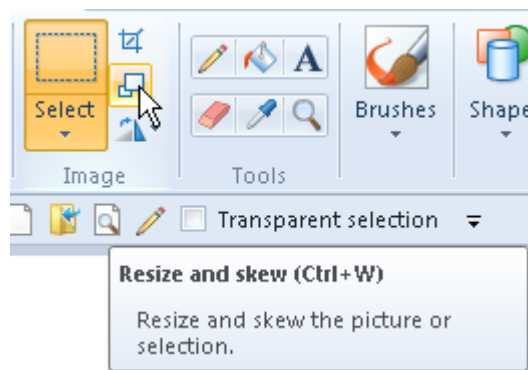 A
Select
Brushes
Shape
Image
Tools
Transparent selection
Resize and skew (Ctrl+W)
Resize and skew the picture or
selection.